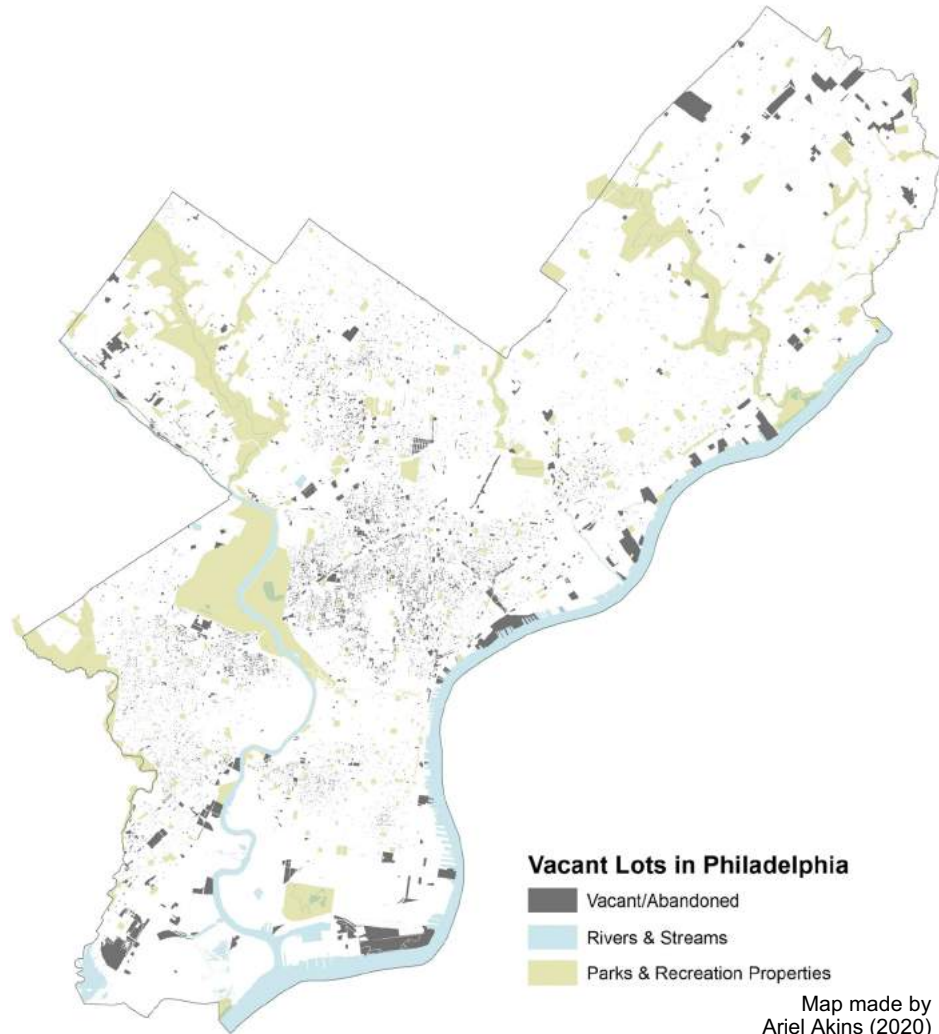 Vacant Lots in Philadelphia
Vacant/Abandoned
Rivers & Streams
Parks & Recreation Properties
Map made by
Ariel Akins (2020)